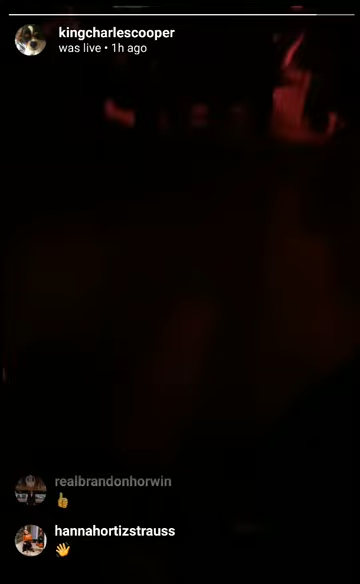 kingcharlescooper
was live • 1h ago
realbrandonhorwin
👍
hannahortizstrauss
👋